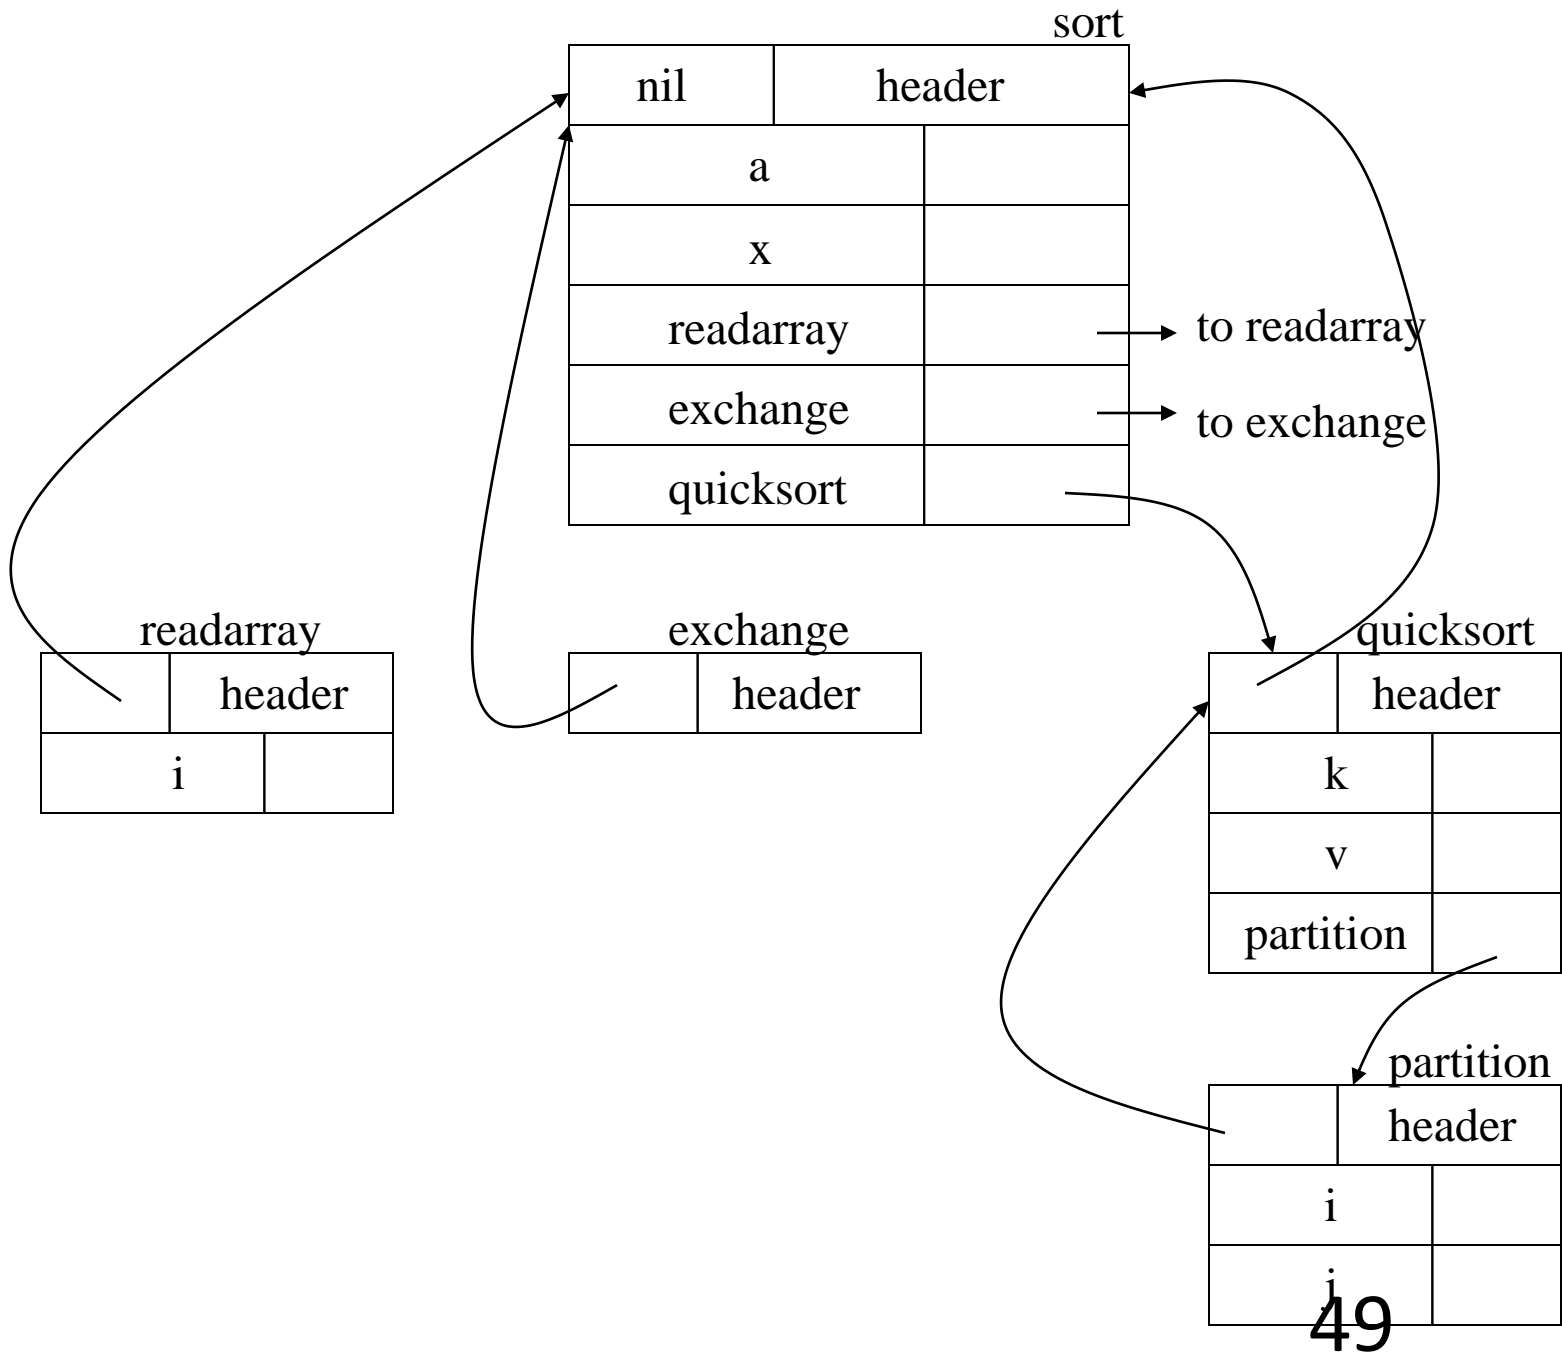 sort
nil header
a
x
readarray to readarray
exchange to exchange
quicksort
readarray exchange quicksort
header header header
i k
v
partition
partition
header
i
j
49